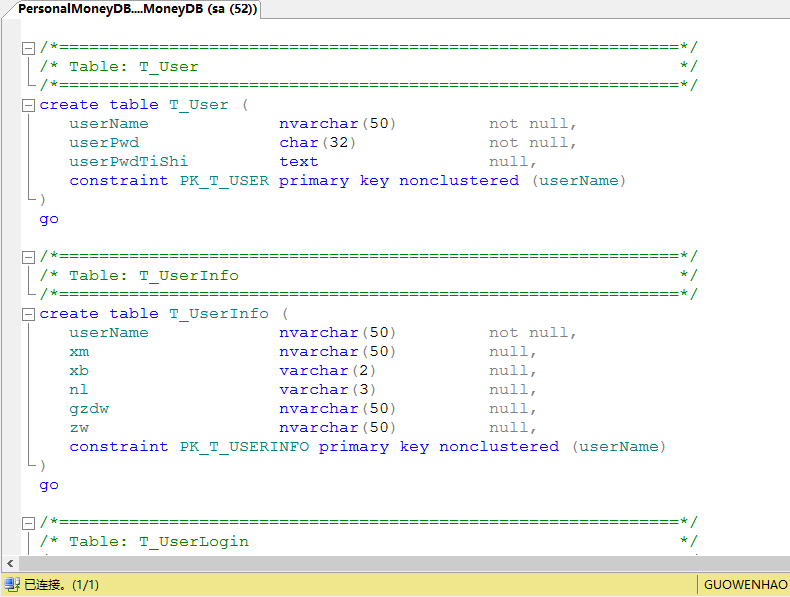 PersonalMoneyDB....MoneyDB (sa (52))
/*==============================================================*/
/* Table: T_User                                                */
/*==============================================================*/
create table T_User (
   userName             nvarchar(50)         not null,
   userPwd              char(32)             not null,
   userPwdTiShi         text                 null,
   constraint PK_T_USER primary key nonclustered (userName)
)
go
/*==============================================================*/
/* Table: T_UserInfo                                            */
/*==============================================================*/
create table T_UserInfo (
   userName             nvarchar(50)         not null,
   xm                   nvarchar(50)         null,
   xb                   varchar(2)           null,
   nl                   varchar(3)           null,
   gzdw                 nvarchar(50)         null,
   zw                   nvarchar(50)         null,
   constraint PK_T_USERINFO primary key nonclustered (userName)
)
go
/*==============================================================*/
/* Table: T_UserLogin                                           */
已连接。(1/1)
GUOWENHAO